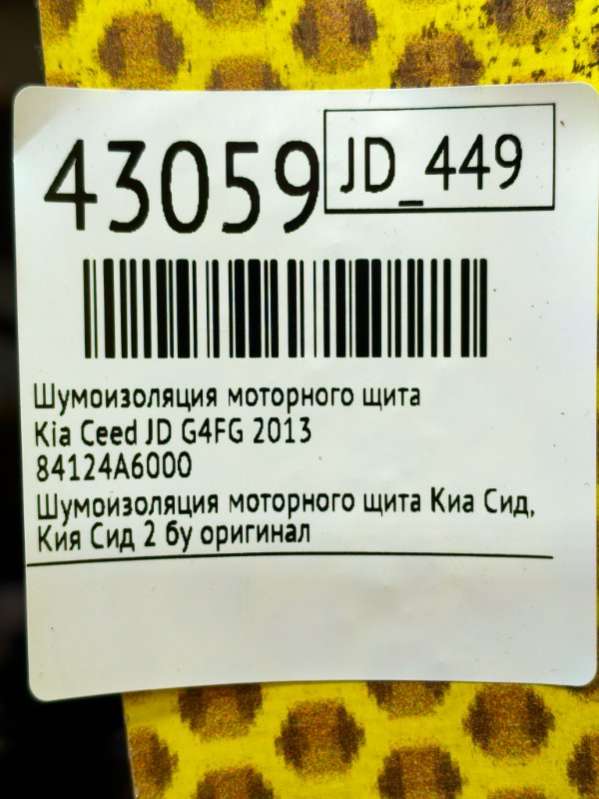 43059 JD_449
Шумоизоляция моторного щита
Kia Ceed JD G4FG 2013
84124A6000
Шумоизоляция моторного щита Киа Сид,
Кия Сид 2 бу оригинал